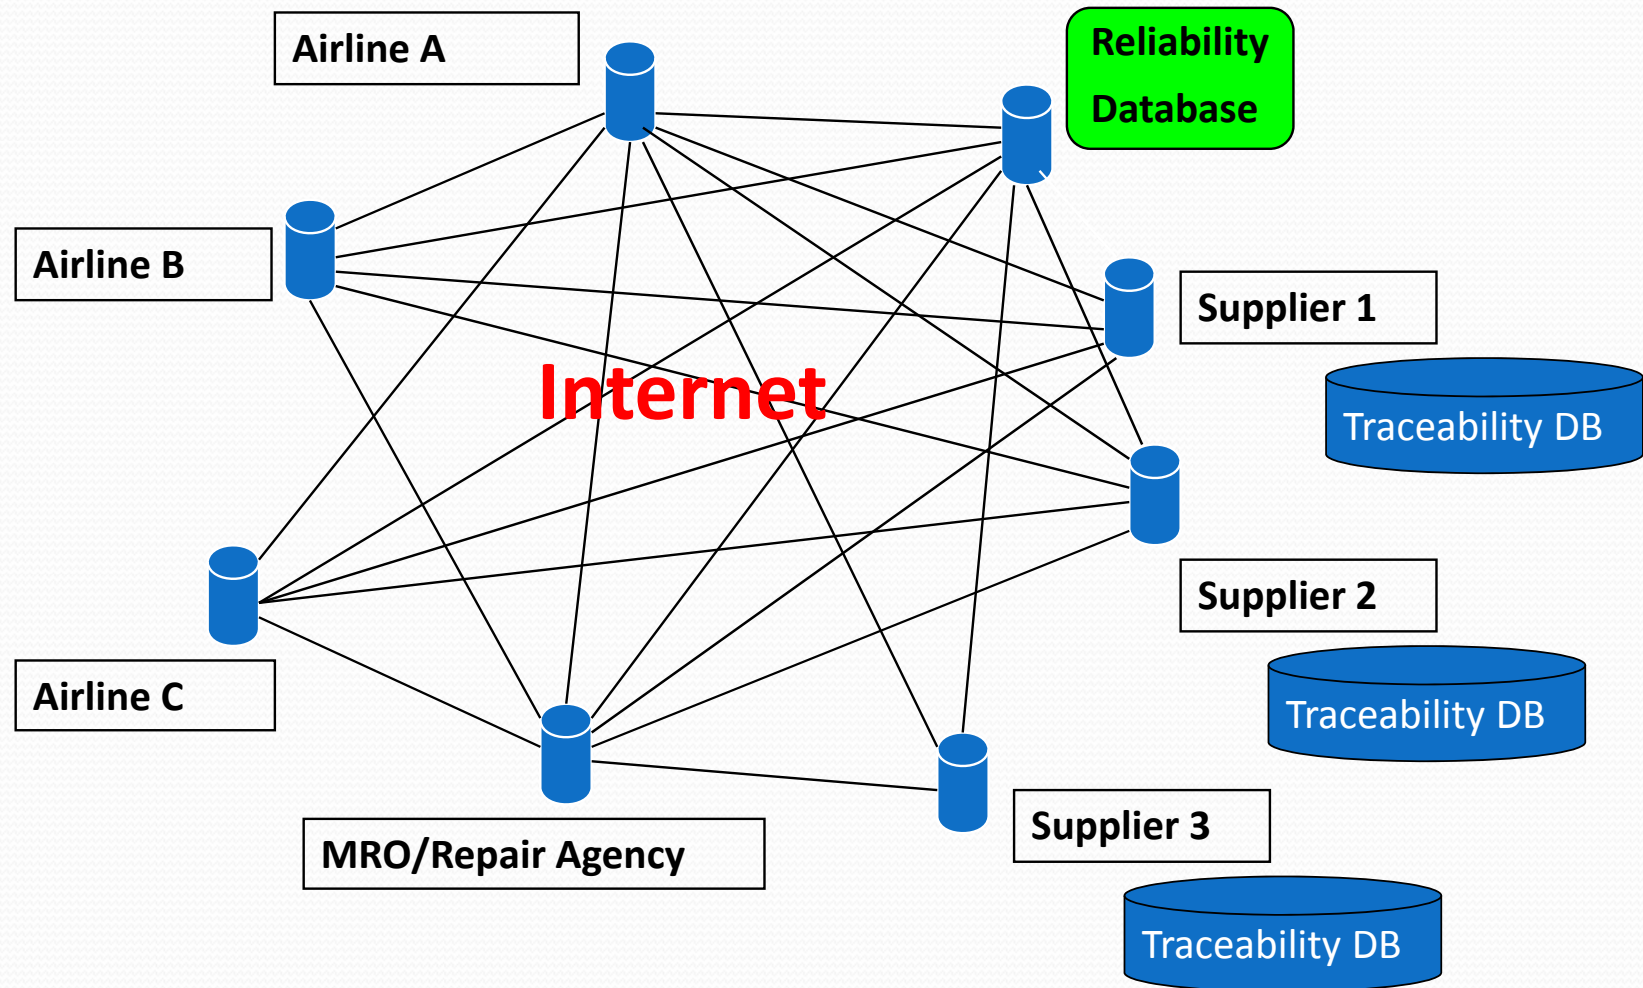 Airline A
Reliability
Database
Airline B
Supplier 1
Internet
Traceability DB
Supplier 2
Airline C
Traceability DB
Supplier 3
MRO/Repair Agency
Traceability DB